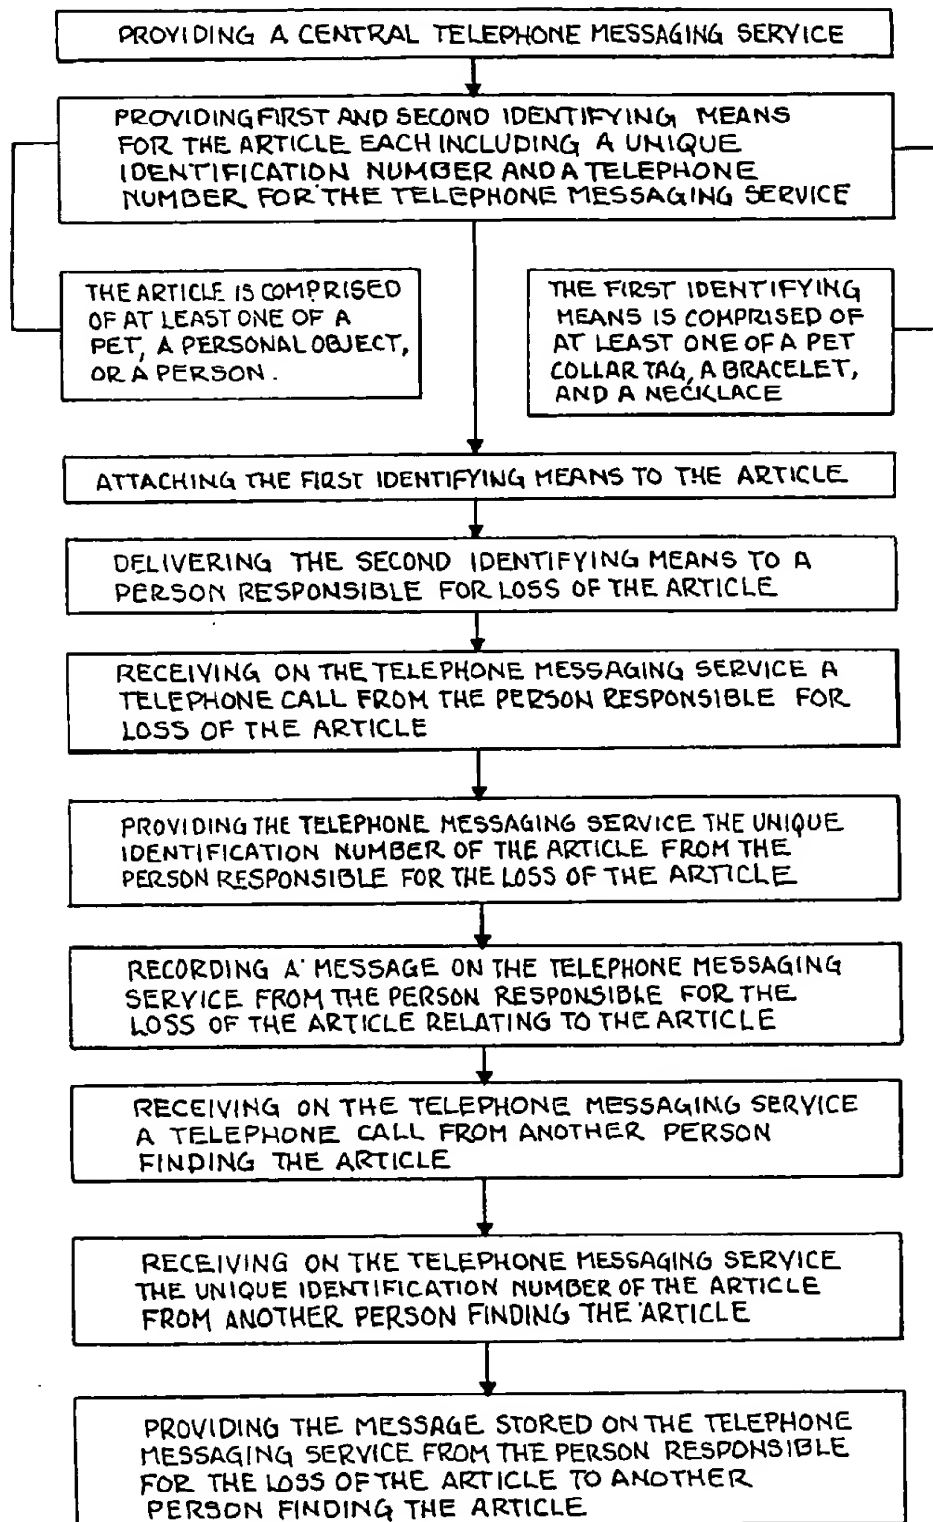 PROVIDING A CENTRAL TELEPHONE MESSAGING SERVICE
PROVIDING FIRST AND SECOND IDENTIFYING MEANS
FOR THE ARTICLE EACH INCLUDING A UNIQUE
IDENTIFICATION NUMBER AND A TELEPHONE
NUMBER FOR THE TELEPHONE MESSAGING SERVICE
THE ARTICLE IS COMPRISED
OF AT LEAST ONE OF A
PET, A PERSONAL OBJECT,
OR A PERSON.
THE FIRST IDENTIFYING
MEANS IS COMPRISED OF
AT LEAST ONE OF A PET
COLLAR TAG, A BRACELET,
AND A NECKLACE
ATTACHING THE FIRST IDENTIFYING MEANS TO THE ARTICLE
DELIVERING THE SECOND IDENTIFYING MEANS TO A
PERSON RESPONSIBLE FOR LOSS OF THE ARTICLE
RECEIVING ON THE TELEPHONE MESSAGING SERVICE A
TELEPHONE CALL FROM THE PERSON RESPONSIBLE FOR
LOSS OF THE ARTICLE
PROVIDING THE TELEPHONE MESSAGING SERVICE THE UNIQUE
IDENTIFICATION NUMBER OF THE ARTICLE FROM THE
PERSON RESPONSIBLE FOR THE LOSS OF THE ARTICLE
RECORDING A MESSAGE ON THE TELEPHONE MESSAGING
SERVICE FROM THE PERSON RESPONSIBLE FOR THE
LOSS OF THE ARTICLE RELATING TO THE ARTICLE
RECEIVING ON THE TELEPHONE MESSAGING SERVICE
A TELEPHONE CALL FROM ANOTHER PERSON
FINDING THE ARTICLE
RECEIVING ON THE TELEPHONE MESSAGING SERVICE
THE UNIQUE IDENTIFICATION NUMBER OF THE ARTICLE
FROM ANOTHER PERSON FINDING THE ARTICLE
PROVIDING THE MESSAGE STORED ON THE TELEPHONE
MESSAGING SERVICE FROM THE PERSON RESPONSIBLE
FOR THE LOSS OF THE ARTICLE TO ANOTHER
PERSON FINDING THE ARTICLE